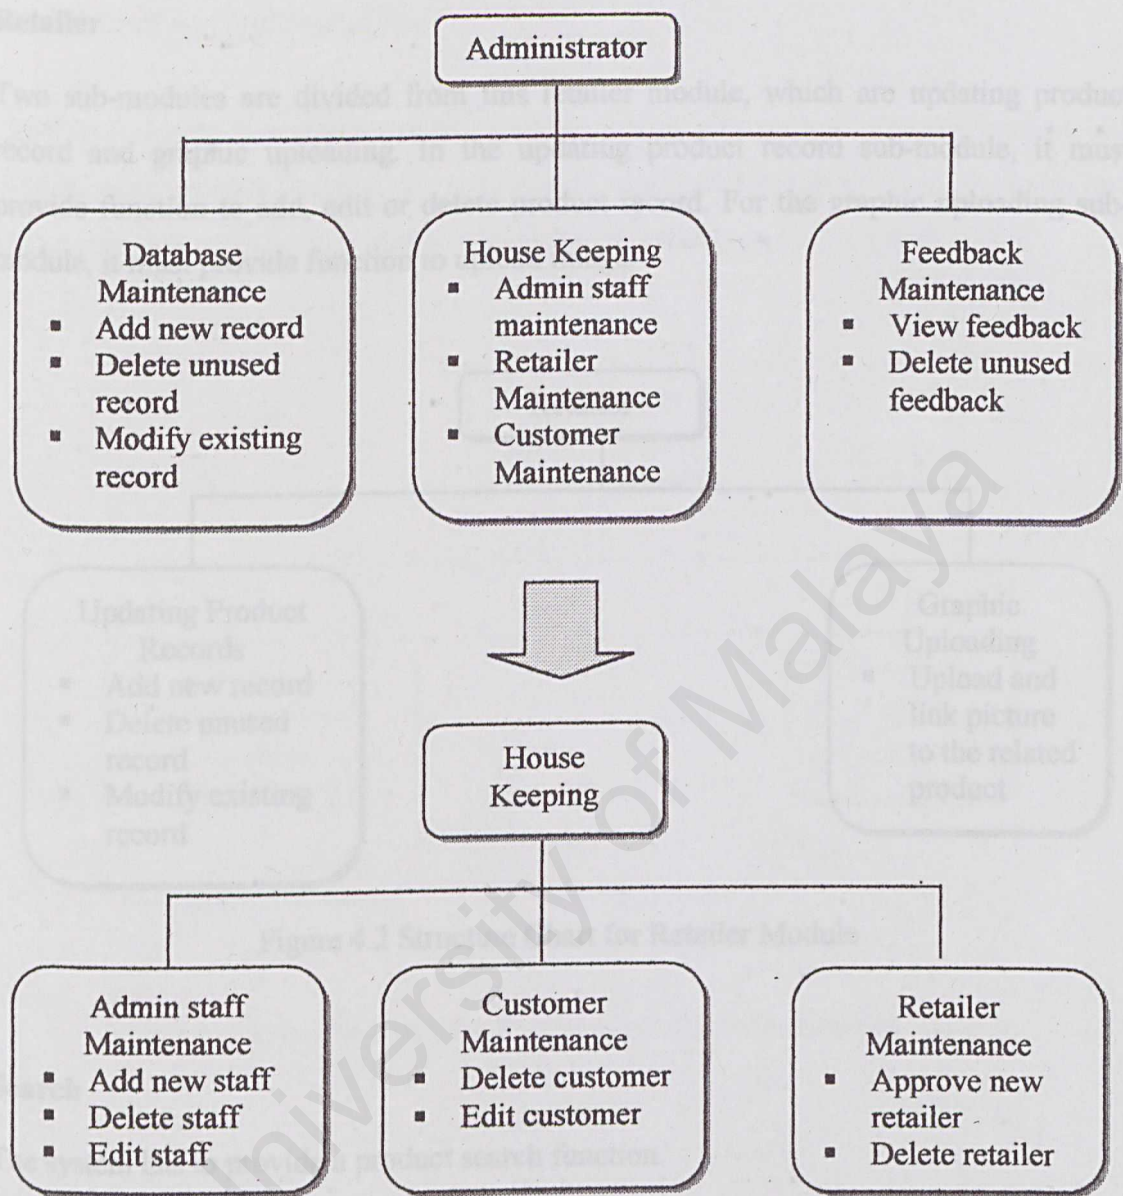 Administrator
Database
Maintenance
▪ Add new record
▪ Delete unused
record
▪ Modify existing
record
House Keeping
▪ Admin staff
maintenance
▪ Retailer
Maintenance
▪ Customer
Maintenance
Feedback
Maintenance
▪ View feedback
▪ Delete unused
feedback
House
Keeping
Admin staff
Maintenance
▪ Add new staff
▪ Delete staff
▪ Edit staff
Customer
Maintenance
▪ Delete customer
▪ Edit customer
Retailer
Maintenance
▪ Approve new
retailer
▪ Delete retailer
University of Malaya
Retailer
Two sub-modules are divided from this retailer module, which are updating product
record and graphic uploading. In the updating product record sub-module, it must
provide function to add, edit or delete product record. For the graphic uploading sub-
module, it must provide function to upload
Updating Product
Records
▪ Add new record
▪ Delete unused
record
▪ Modify existing
record
Graphic
Uploading
▪ Upload and
link picture
to the related
product
Figure 4.2 Structure Chart for Retailer Module
Search
The system product search function.